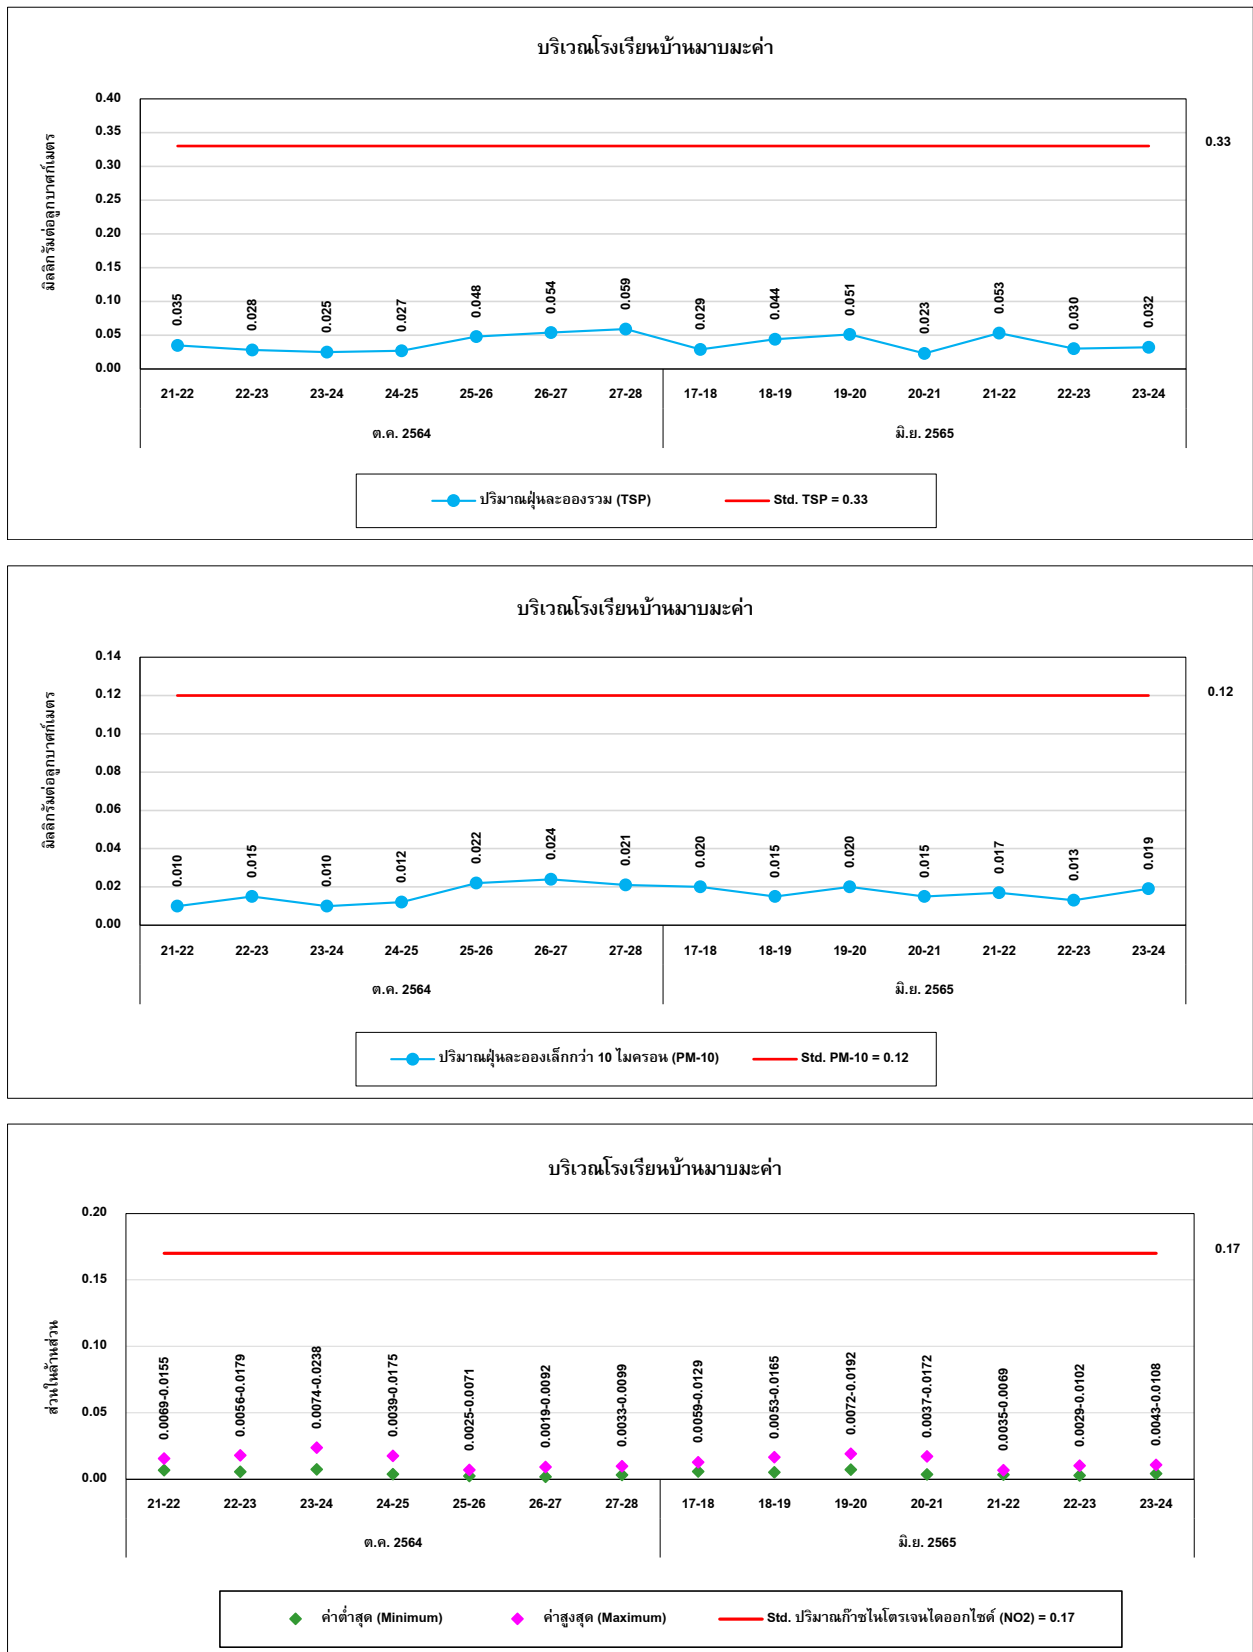 บริเวณโรงเรียนบ้านมาบมะค่า
มิลลิกรัมต่อลูกบาศก์เมตร
0.40
0.35
0.30
0.25
0.20
0.15
0.10
0.05
0.00
0.33
0.035 0.028 0.025 0.027 0.048 0.054 0.059 0.029 0.044 0.051 0.023 0.053 0.030 0.032
21-22 22-23 23-24 24-25 25-26 26-27 27-28 17-18 18-19 19-20 20-21 21-22 22-23 23-24
ต.ค. 2564 มิ.ย. 2565
ปริมาณฝุ่นละอองรวม (TSP) Std. TSP = 0.33
บริเวณโรงเรียนบ้านมาบมะค่า
มิลลิกรัมต่อลูกบาศก์เมตร
0.14
0.12
0.10
0.08
0.06
0.04
0.02
0.00
0.12
0.010 0.015 0.010 0.012 0.022 0.024 0.021 0.020 0.015 0.020 0.015 0.017 0.013 0.019
21-22 22-23 23-24 24-25 25-26 26-27 27-28 17-18 18-19 19-20 20-21 21-22 22-23 23-24
ต.ค. 2564 มิ.ย. 2565
ปริมาณฝุ่นละอองเล็กกว่า 10 ไมครอน (PM-10) Std. PM-10 = 0.12
บริเวณโรงเรียนบ้านมาบมะค่า
ส่วนในล้านส่วน
0.20
0.15
0.10
0.05
0.00
0.17
0.0069-0.0155 0.0056-0.0179 0.0074-0.0238 0.0039-0.0175 0.0025-0.0071 0.0019-0.0092 0.0033-0.0099 0.0059-0.0129 0.0053-0.0165 0.0072-0.0192 0.0037-0.0172 0.0035-0.0069 0.0029-0.0102 0.0043-0.0108
21-22 22-23 23-24 24-25 25-26 26-27 27-28 17-18 18-19 19-20 20-21 21-22 22-23 23-24
ต.ค. 2564 มิ.ย. 2565
ค่าต่ำสุด (Minimum) ค่าสูงสุด (Maximum) Std. ปริมาณก๊าซไนโตรเจนไดออกไซด์ (NO2) = 0.17